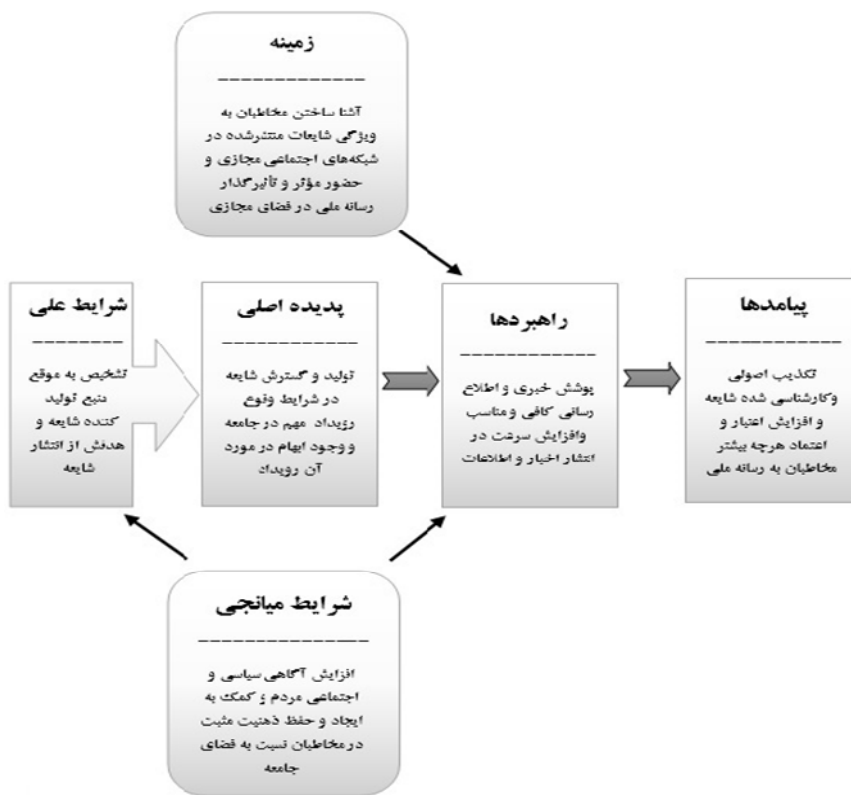 زمینه
-------------
آشنا ساختن مخاطبان به
ویژگی شایعات منتشرشده در
شبکه‌های اجتماعی مجازی و
حضور مؤثر و تأثیرگذار
رسانه ملی در فضای مجازی
شرایط علی
--------
تشخیص به موقع
منبع تولید
کننده شایعه و
هدفش از انتشار
شایعه
پدیده اصلی
------------
تولید و گسترش شایعه
در شرایط وقوع
رویداد مهم در جامعه
و وجود ابهام در مورد
آن رویداد
راهبردها
------------
پوشش خبری و اطلاع
رسانی کافی و مناسب
وافزایش سرعت در
انتشار اخبار و اطلاعات
پیامدها
------------
تکذیب اصولی
وکارشناسی شده شایعه
و افزایش اعتبار و
اعتماد هرچه بیشتر
مخاطبان به رسانه ملی
شرایط میانجی
---------------
افزایش آگاهی سیاسی و
اجتماعی مردم و کمک به
ایجاد و حفظ ذهنیت مثبت
در مخاطبان نسبت به فضای
جامعه